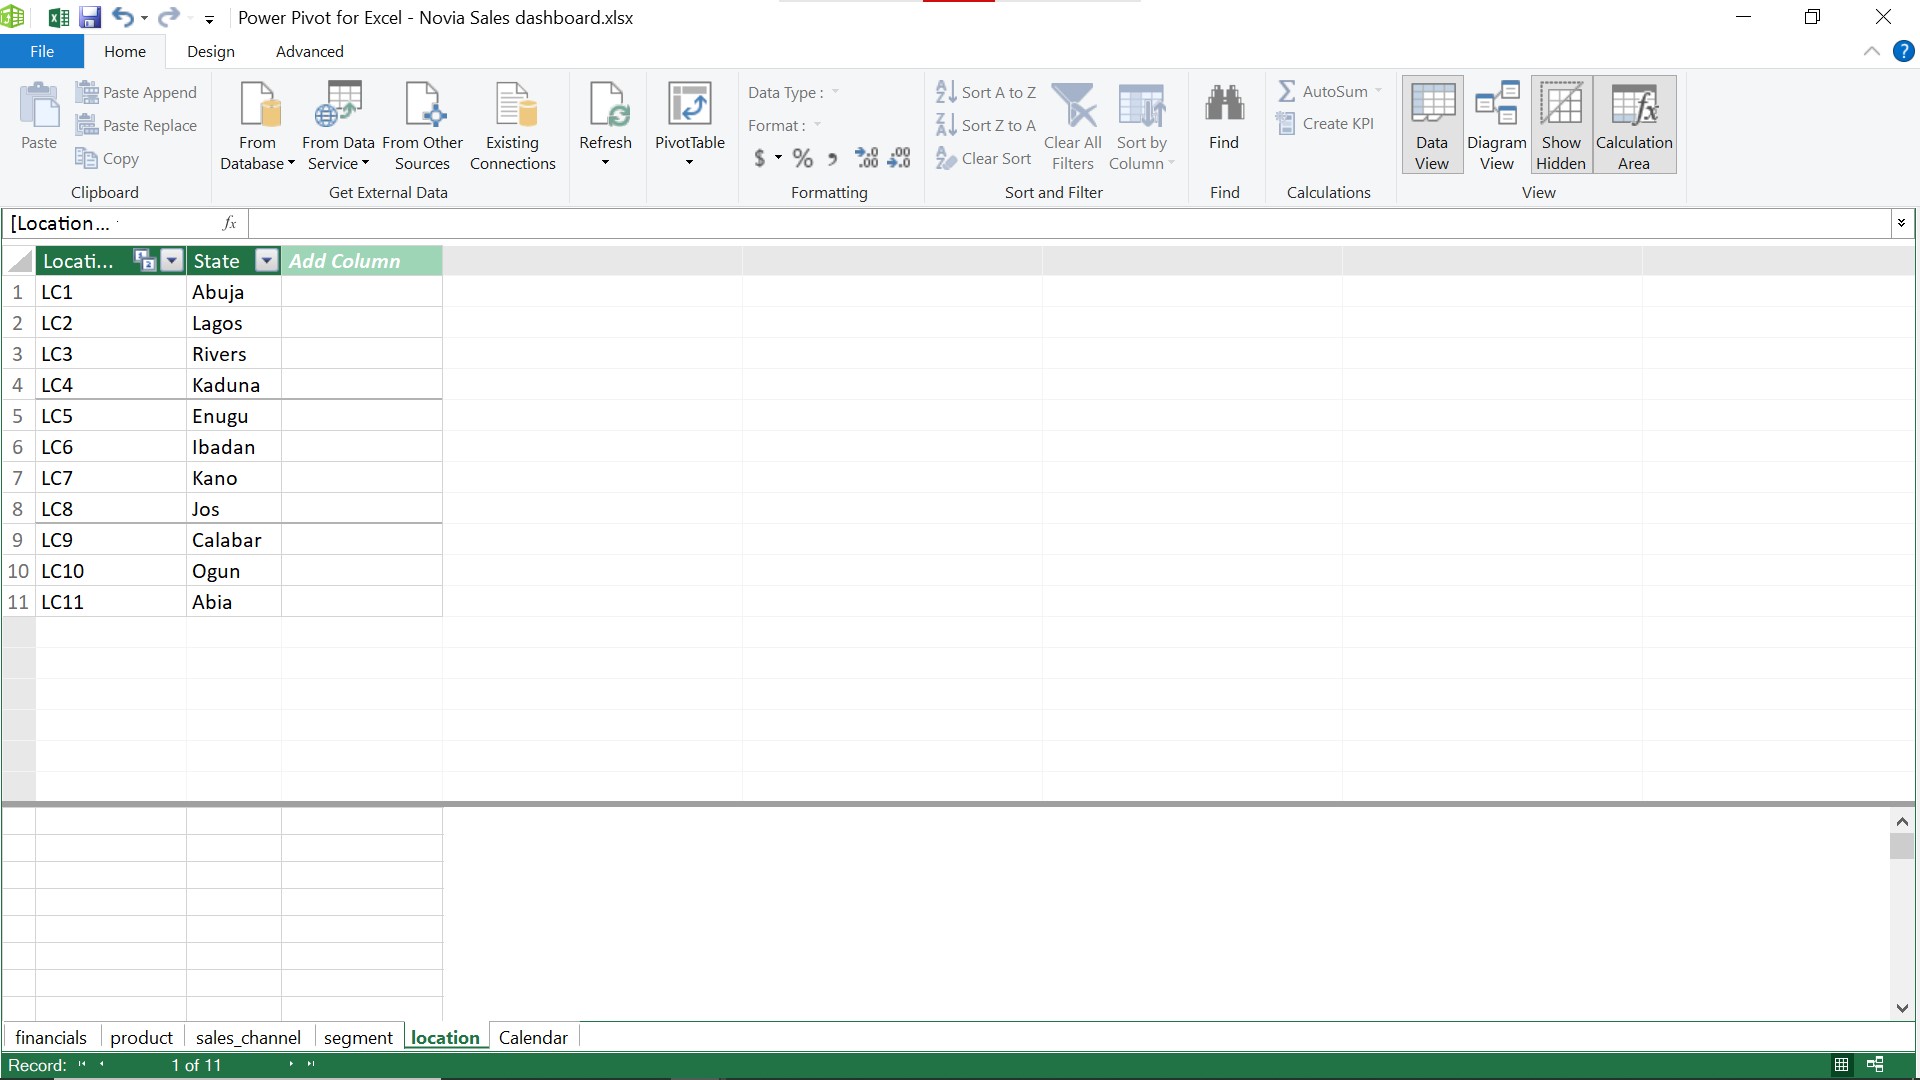 Power Pivot for Excel - Novia Sales dashboard.xlsx
File Home Design Advanced
Paste
Paste Append
Paste Replace
Copy
Clipboard
From Database
From Data Service
From Other Sources
Existing Connections
Get External Data
Refresh
PivotTable
Data Type :
Format :
$ % , .00 .00
Formatting
Sort A to Z
Sort Z to A
Clear Sort
Clear All Filters
Sort by Column
Sort and Filter
Find
Find
AutoSum
Create KPI
Calculations
Data View
Diagram View
Show Hidden
Calculation Area
View
[Location... fx
Locati... State Add Column
1 LC1 Abuja
2 LC2 Lagos
3 LC3 Rivers
4 LC4 Kaduna
5 LC5 Enugu
6 LC6 Ibadan
7 LC7 Kano
8 LC8 Jos
9 LC9 Calabar
10 LC10 Ogun
11 LC11 Abia
financials product sales_channel segment location Calendar
Record: 1 of 11